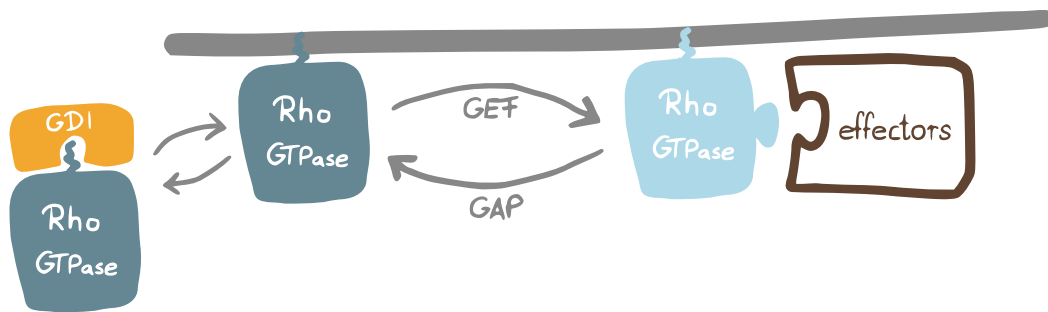 GDI
Rho
GTPase
Rho
GTPase
GEF
GAP
Rho
GTPase
effectors